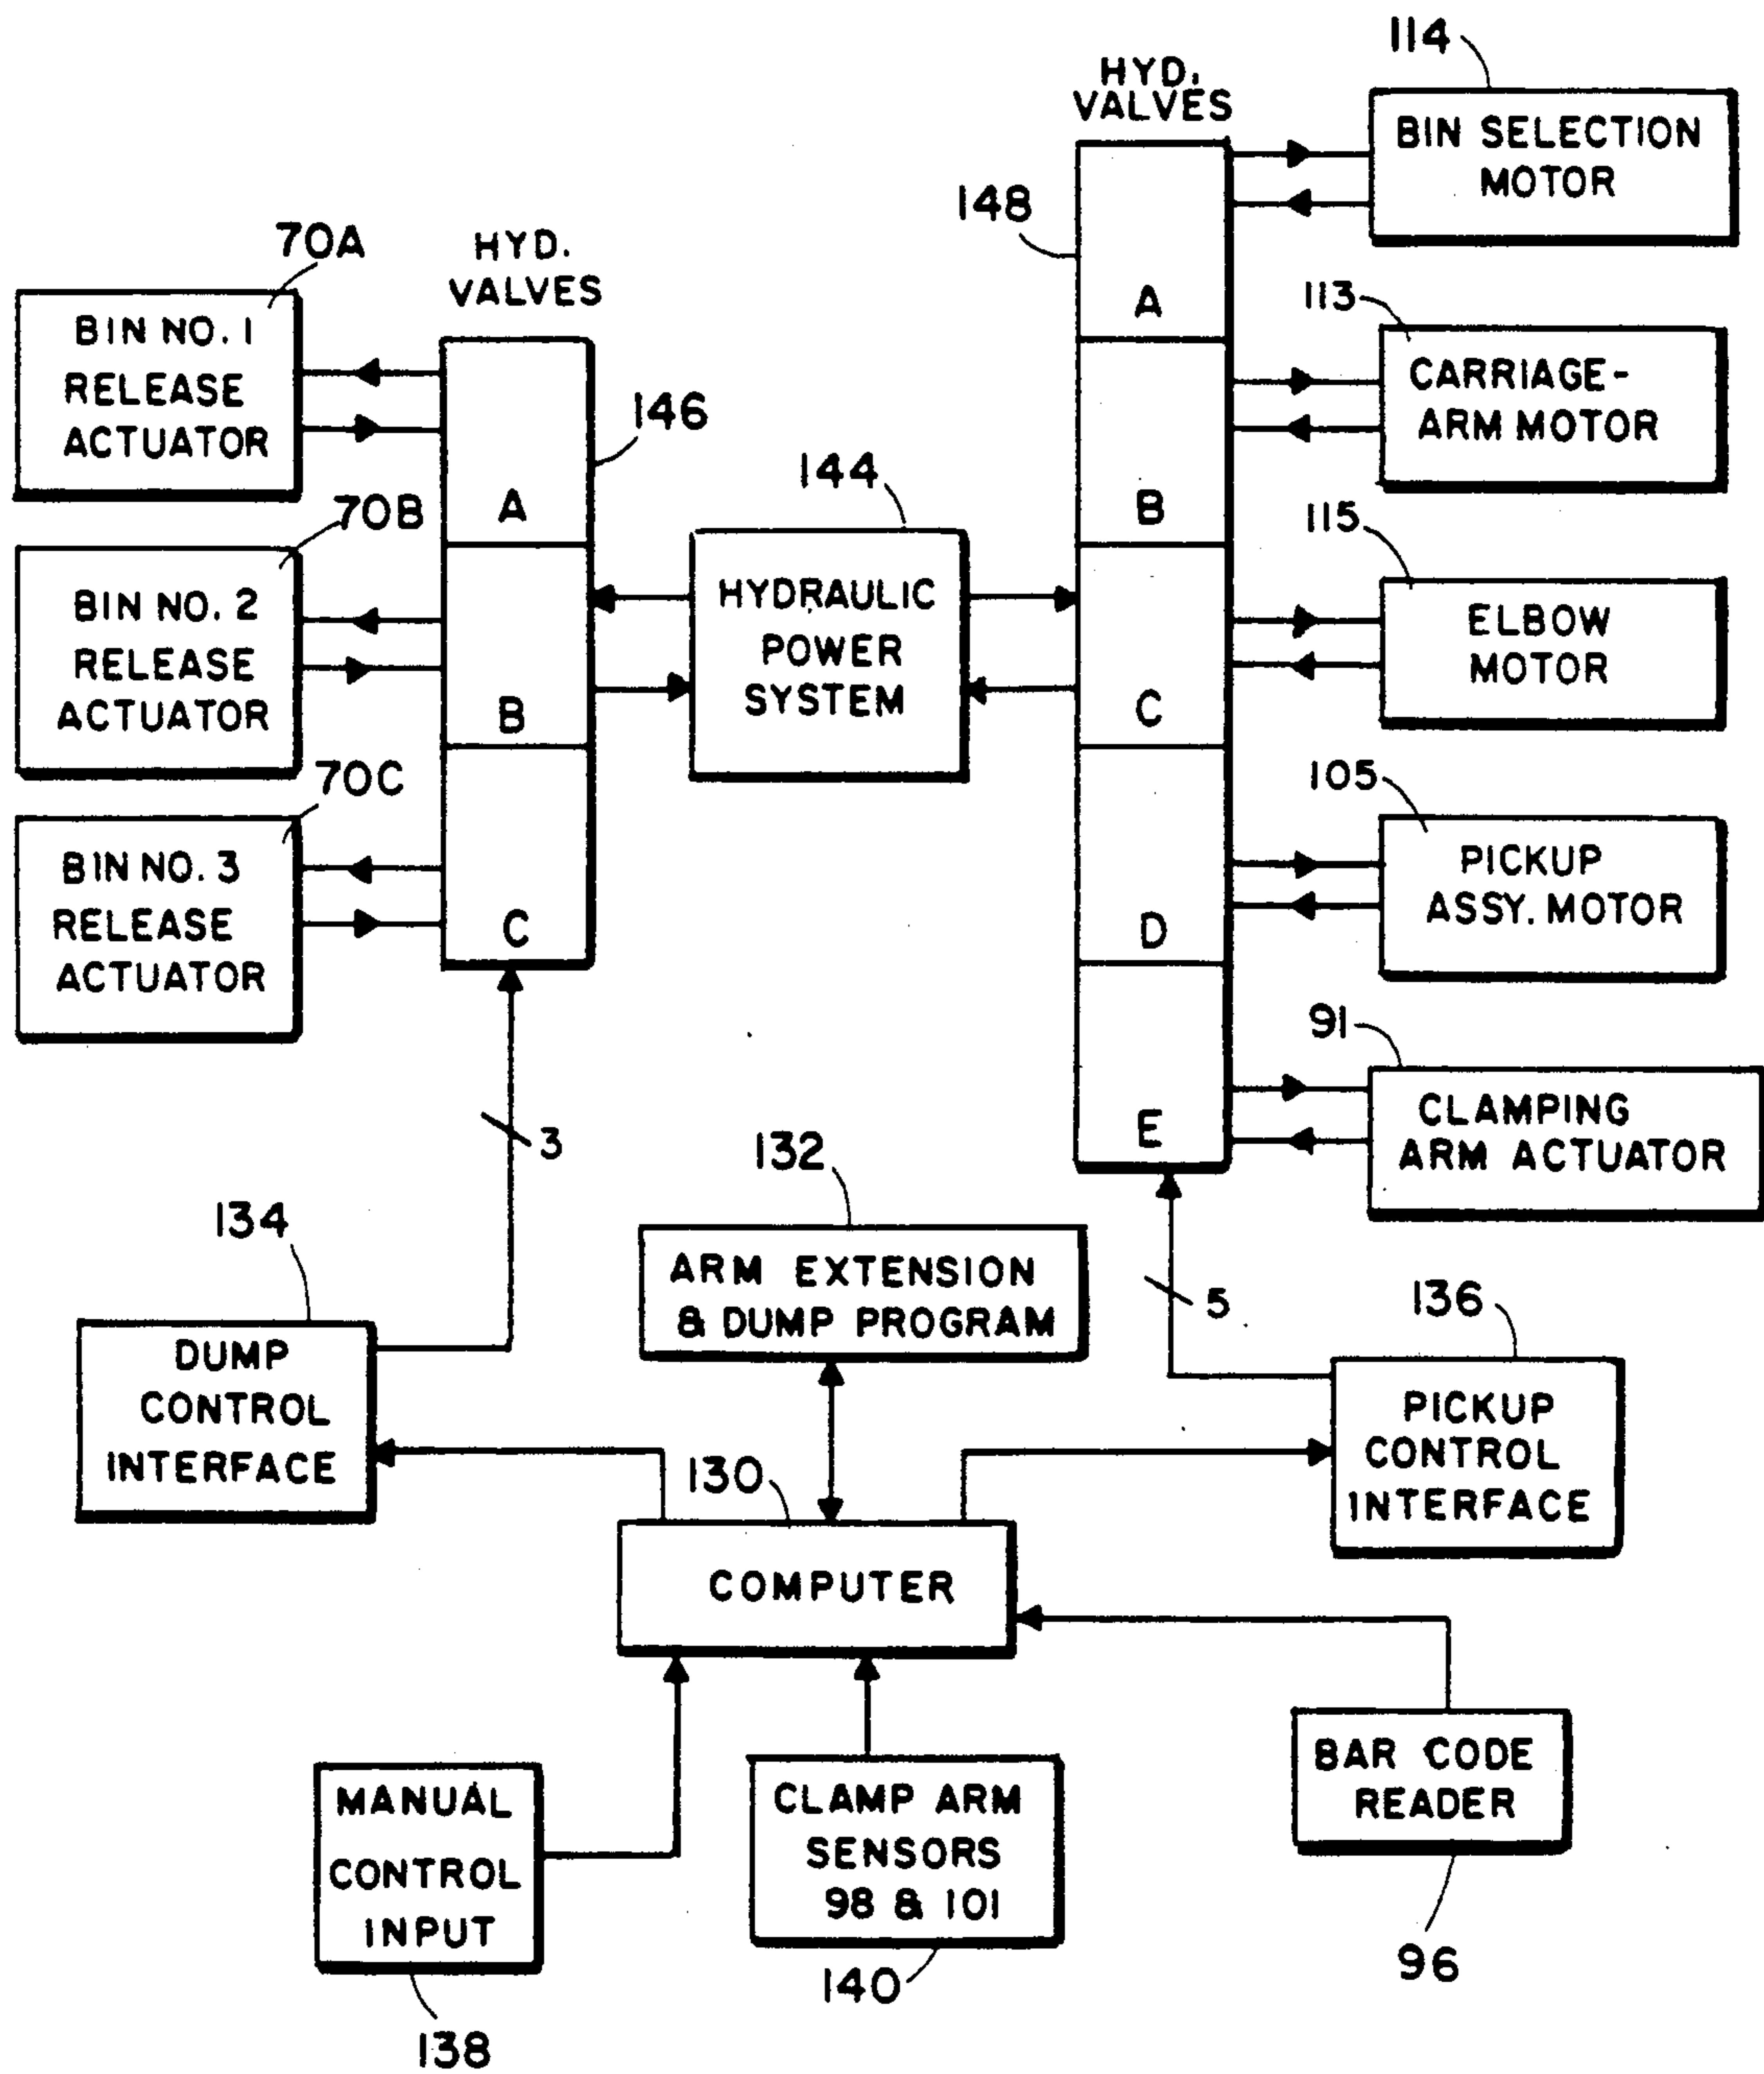 114
HYD.
VALVES
BIN SELECTION
MOTOR
148
70A
HYD.
VALVES
A
113
BIN NO. 1
RELEASE
ACTUATOR
CARRIAGE-
ARM MOTOR
146
144
70B
A
B
115
BIN NO. 2
RELEASE
ACTUATOR
HYDRAULIC
POWER
SYSTEM
ELBOW
MOTOR
B
C
70C
105
BIN NO. 3
RELEASE
ACTUATOR
PICKUP
ASSY. MOTOR
C
D
91
3
E
CLAMPING
ARM ACTUATOR
132
134
ARM EXTENSION
& DUMP PROGRAM
5
136
DUMP
CONTROL
INTERFACE
PICKUP
CONTROL
INTERFACE
130
COMPUTER
BAR CODE
READER
MANUAL
CONTROL
INPUT
CLAMP ARM
SENSORS
98 & 101
96
140
138